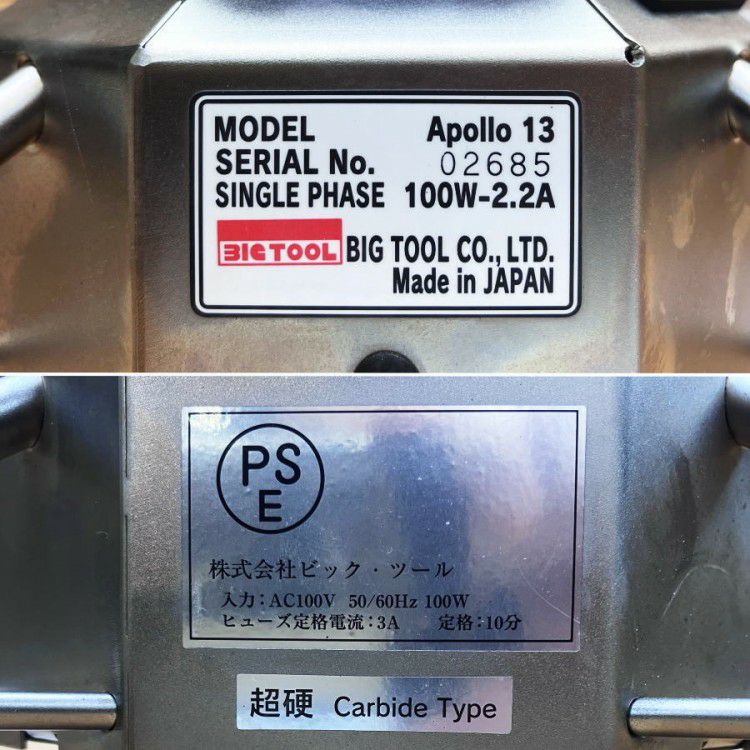 MODEL Apollo 13
SERIAL No. 02685
SINGLE PHASE 100W-2.2A
BIG TOOL BIG TOOL CO., LTD.
Made in JAPAN
PS
E
株式会社ビック・ツール
入力:AC100V 50/60Hz 100W
ヒューズ定格電流:3A 定格:10分
超硬 Carbide Type